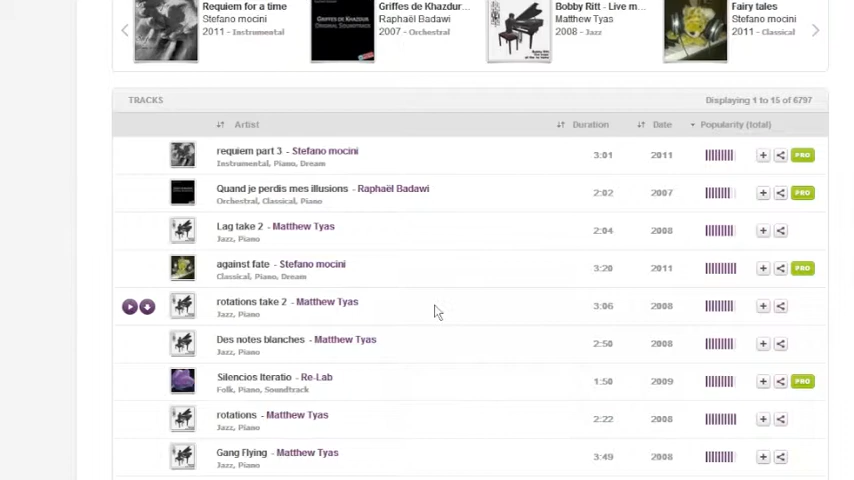 Requiem for a time
Stefano mocini
2011 - Instrumental
Griffes de Khazdur...
Raphaël Badawi
2007 - Orchestral
Bobby Ritt - Live m...
Matthew Tyas
2008 - Jazz
Fairy tales
Stefano mocini
2011 - Classical
GRIFFES DE KHAZDUR
ORIGINAL SOUNDTRACK
TRACKS Displaying 1 to 15 of 6797
Artist Duration Date Popularity (total)
requiem part 3 - Stefano mocini 3:01 2011 PRO
Instrumental, Piano, Dream
Quand je perdis mes illusions - Raphaël Badawi 2:02 2007 PRO
Orchestral, Classical, Piano
Lag take 2 - Matthew Tyas 2:04 2008
Jazz, Piano
against fate - Stefano mocini 3:20 2011 PRO
Classical, Piano, Dream
rotations take 2 - Matthew Tyas 3:06 2008
Jazz, Piano
Des notes blanches - Matthew Tyas 2:50 2008
Jazz, Piano
Silencios Iteratio - Re-Lab 1:50 2009 PRO
Folk, Piano, Soundtrack
rotations - Matthew Tyas 2:22 2008
Jazz, Piano
Gang Flying - Matthew Tyas 3:49 2008
Jazz, Piano